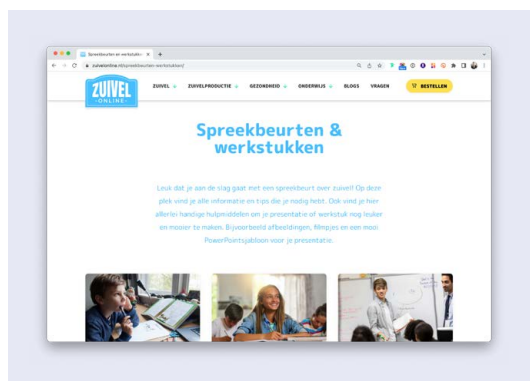 Spreekbeurten en werkstukken
zuivelonline.nl/spreekbeurten-werkstukken/
ZUIVEL
-ONLINE-
ZUIVEL ZUIVELPRODUCTIE GEZONDHEID ONDERWIJS BLOGS VRAGEN BESTELLEN
Spreekbeurten &
werkstukken
Leuk dat je aan de slag gaat met een spreekbeurt over zuivel! Op deze
plek vind je alle informatie en tips die je nodig hebt. Ook vind je hier
allerlei handige hulpmiddelen om je presentatie of werkstuk nog leuker
en mooier te maken. Bijvoorbeeld afbeeldingen, filmpjes en een mooi
PowerPointsjabloon voor je presentatie.